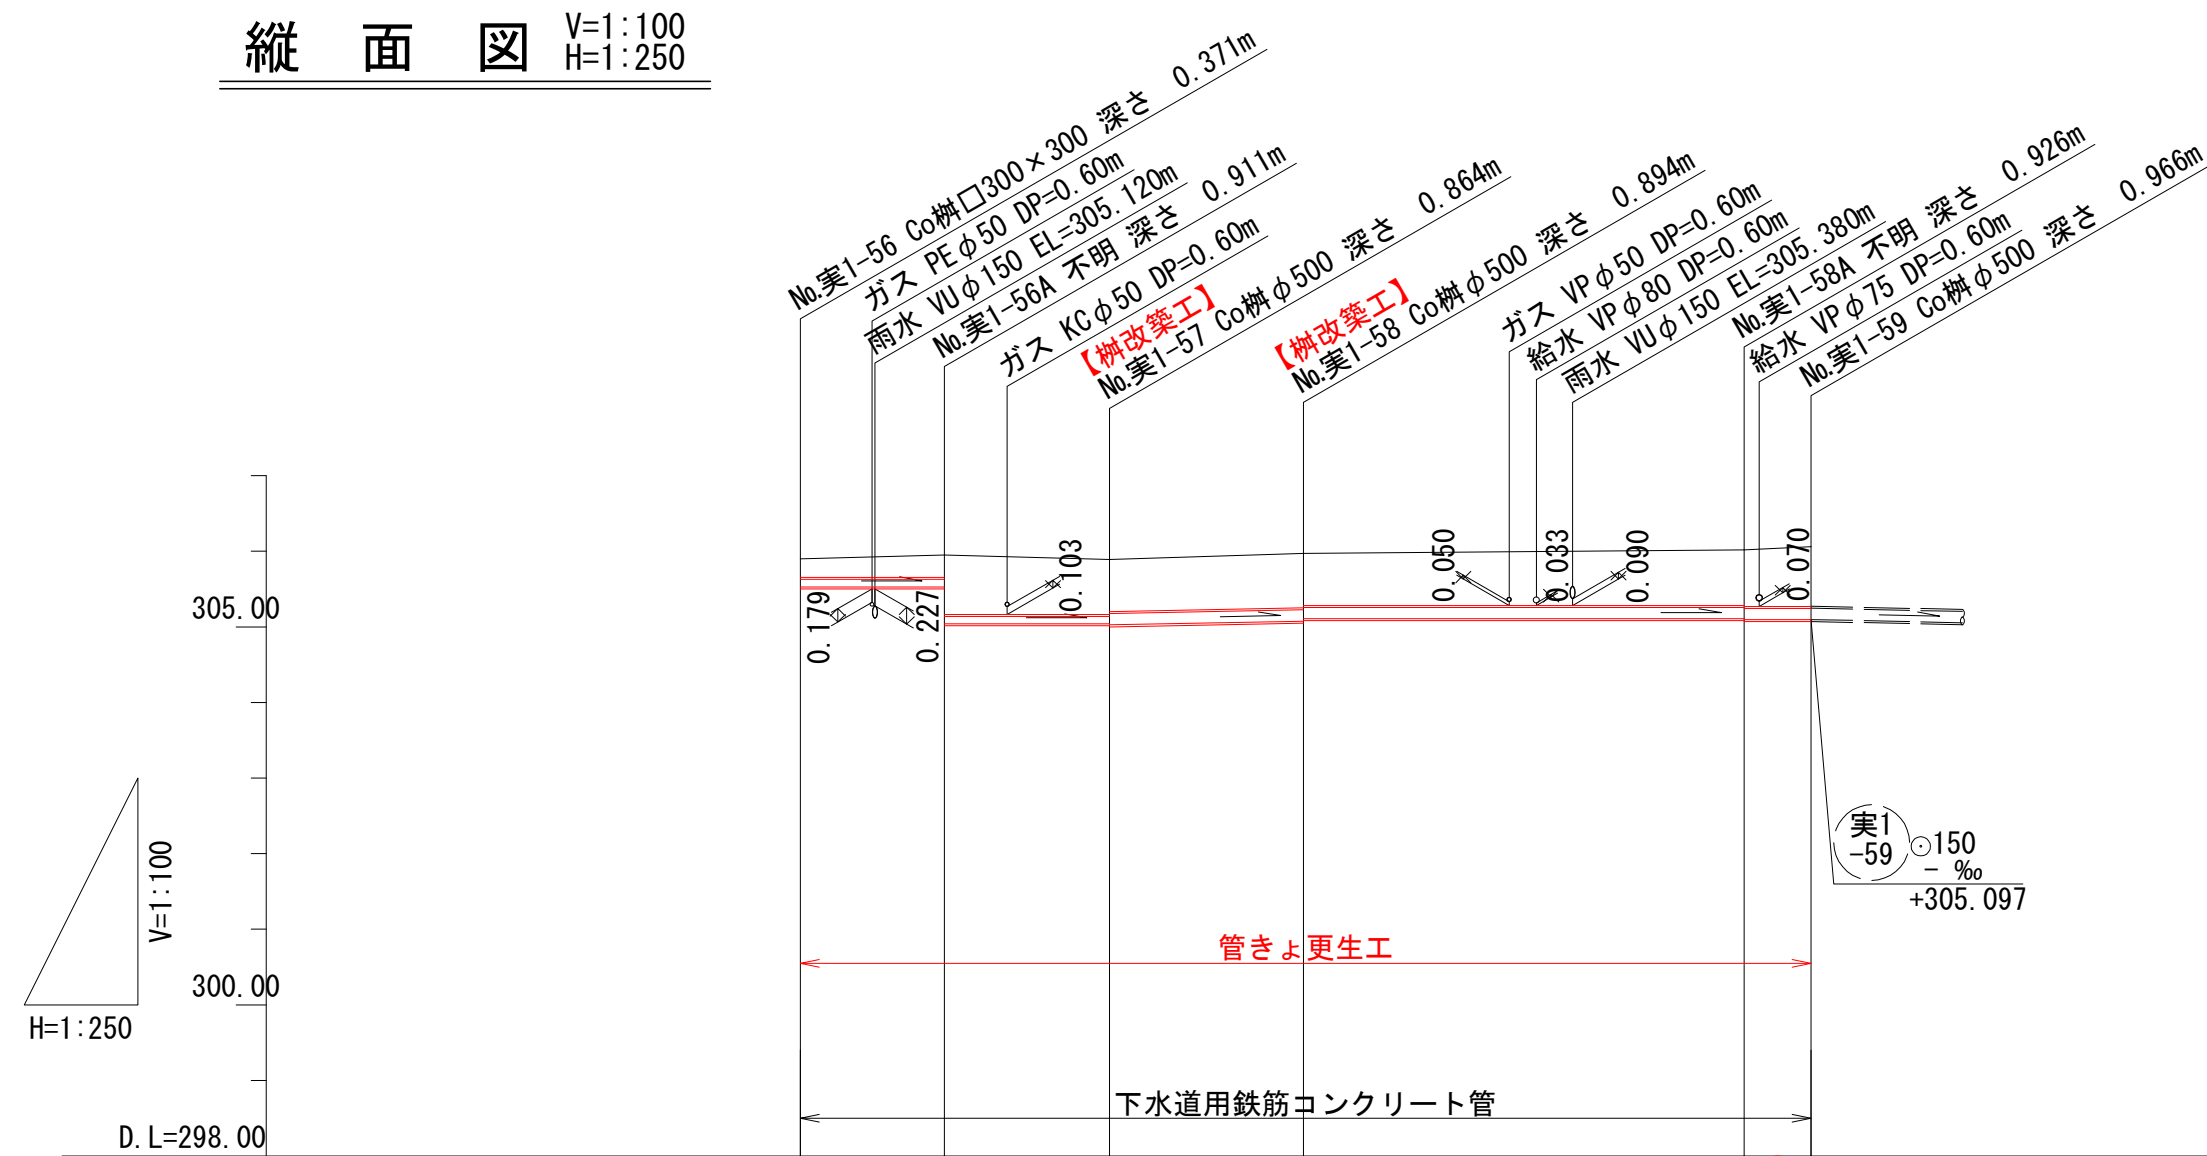 縦 面 図 V=1:100
H=1:250
No.実1-56 Co桝□300×300 深さ 0.371m
ガス PEφ50 DP=0.60m
雨水 VUφ150 EL=305.120m
No.実1-56A 不明 深さ 0.911m
ガス KCφ50 DP=0.60m
【桝改築工】
No.実1-57 Co桝φ500 深さ 0.864m
【桝改築工】
No.実1-58 Co桝φ500 深さ 0.894m
ガス VPφ50 DP=0.60m
給水 VPφ80 DP=0.60m
雨水 VUφ150 EL=305.380m
No.実1-58A 不明 深さ 0.926m
給水 VPφ75 DP=0.60m
No.実1-59 Co桝φ500 深さ 0.966m
0.179
0.227
0.103
0.050
0.033
0.090
0.070
305.00
300.00
D.L=298.00
V=1:100
H=1:250
実1
-59
150
- ‰
+305.097
管きょ更生工
下水道用鉄筋コンクリート管